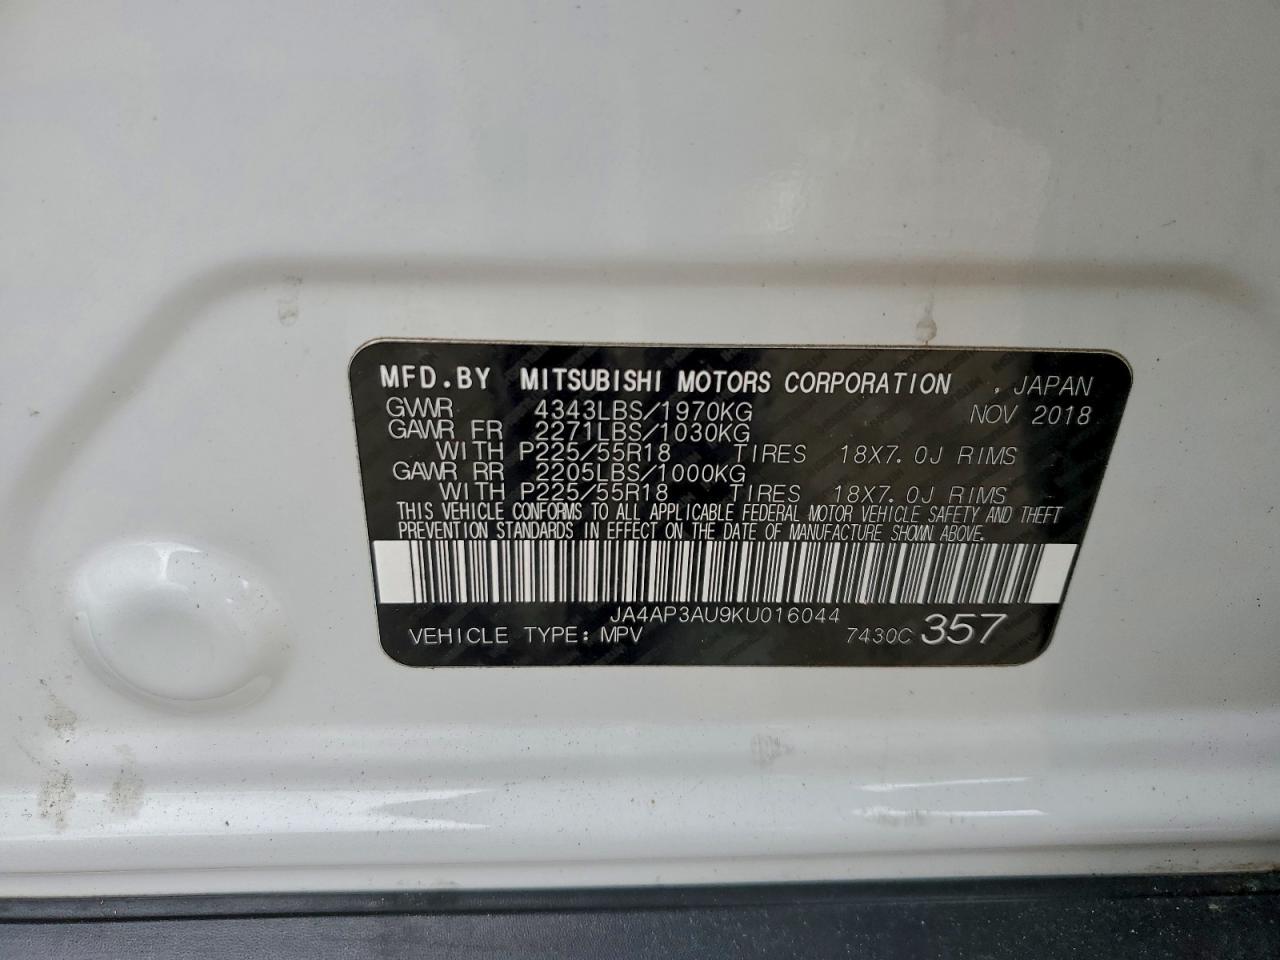 MFD.BY MITSUBISHI MOTORS CORPORATION , JAPAN
GVWR 4343LBS/1970KG NOV 2018
GAWR FR 2271LBS/1030KG
WITH P225/55R18 TIRES 18X7.0J RIMS
GAWR RR 2205LBS/1000KG
WITH P225/55R18 TIRES 18X7.0J RIMS
THIS VEHICLE CONFORMS TO ALL APPLICABLE FEDERAL MOTOR VEHICLE SAFETY AND THEFT
PREVENTION STANDARDS IN EFFECT ON THE DATE OF MANUFACTURE SHOWN ABOVE.
JA4AP3AU9KU016044
VEHICLE TYPE: MPV 7430C 357